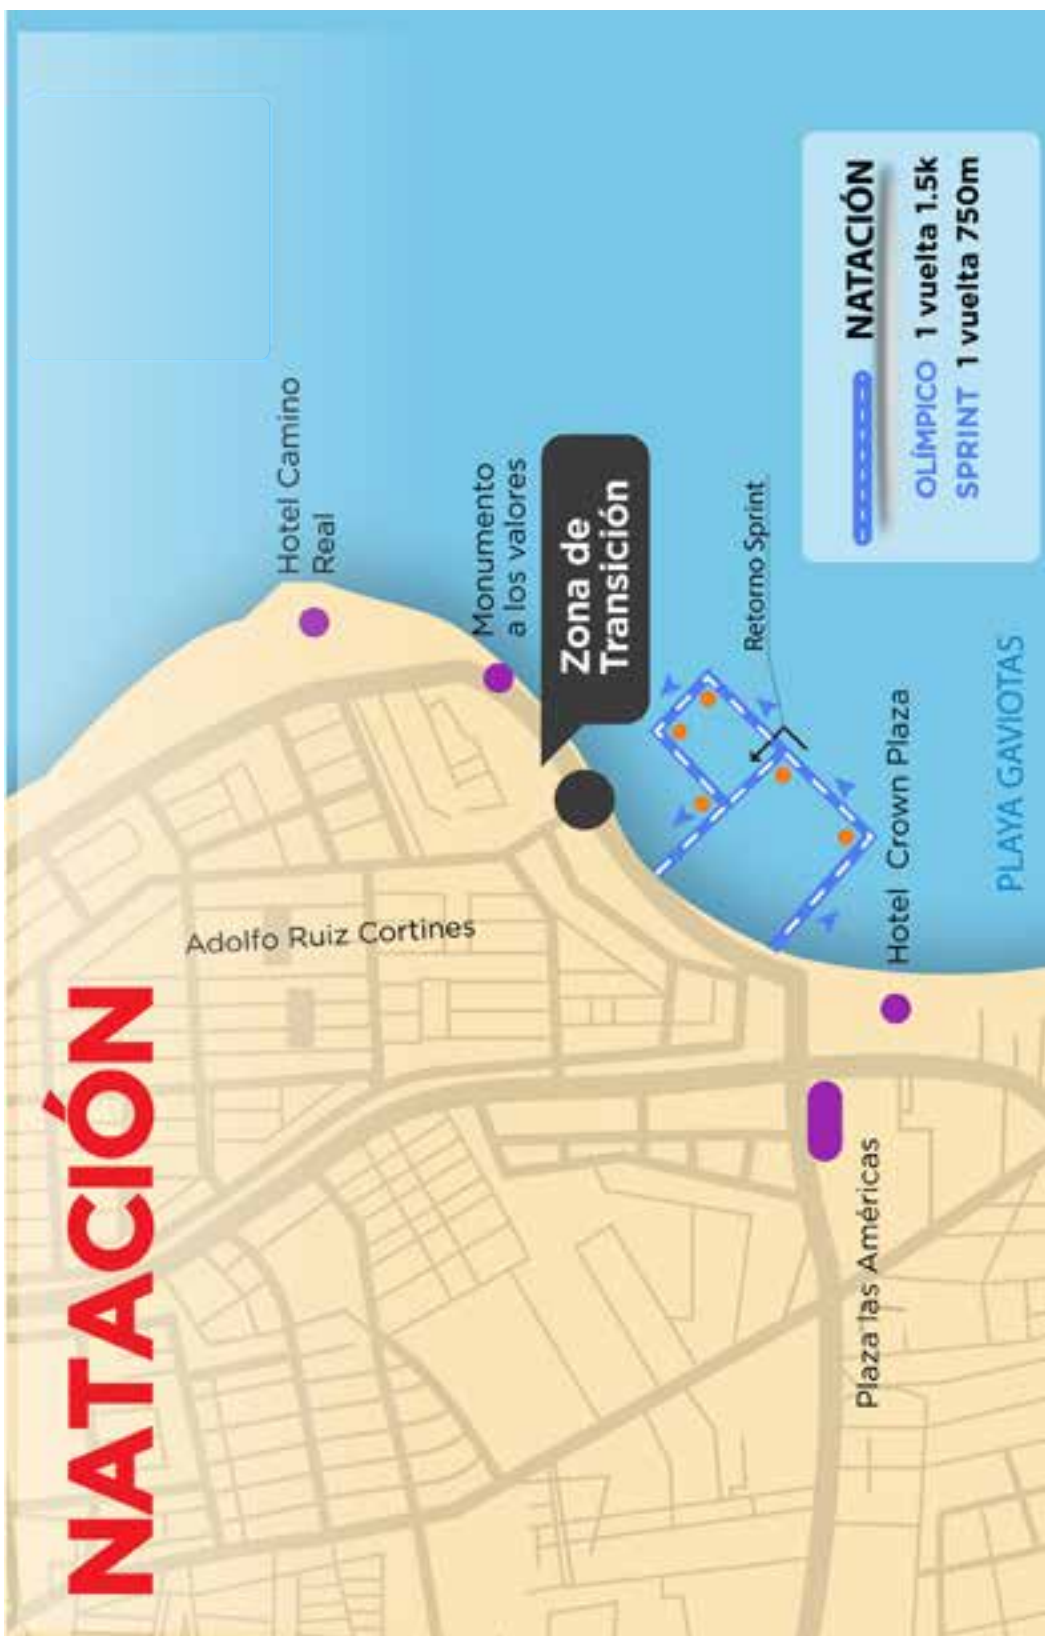 NATACIÓN
Adolfo Ruiz Cortines
Hotel Camino
Real
Monumento
a los valores
Zona de
Transición
Retorno Sprint
Plaza las Américas
Hotel Crown Plaza
PLAYA GAVIOTAS
NATACIÓN
OLÍMPICO 1 vuelta 1.5k
SPRINT 1 vuelta 750m